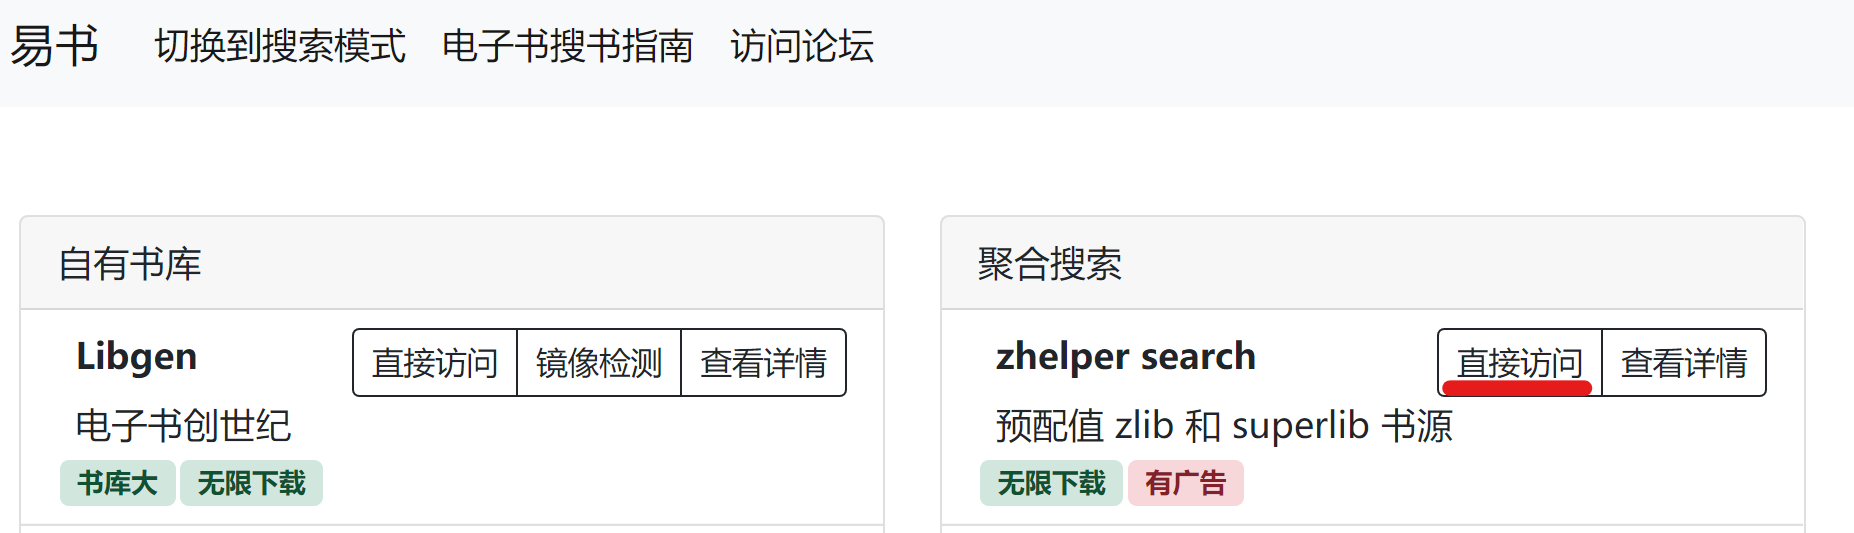 易书 切换到搜索模式 电子书搜书指南 访问论坛
自有书库
Libgen 直接访问 镜像检测 查看详情
电子书创世纪
书库大 无限下载
聚合搜索
zhelper search 直接访问 查看详情
预配值 zlib 和 superlib 书源
无限下载 有广告